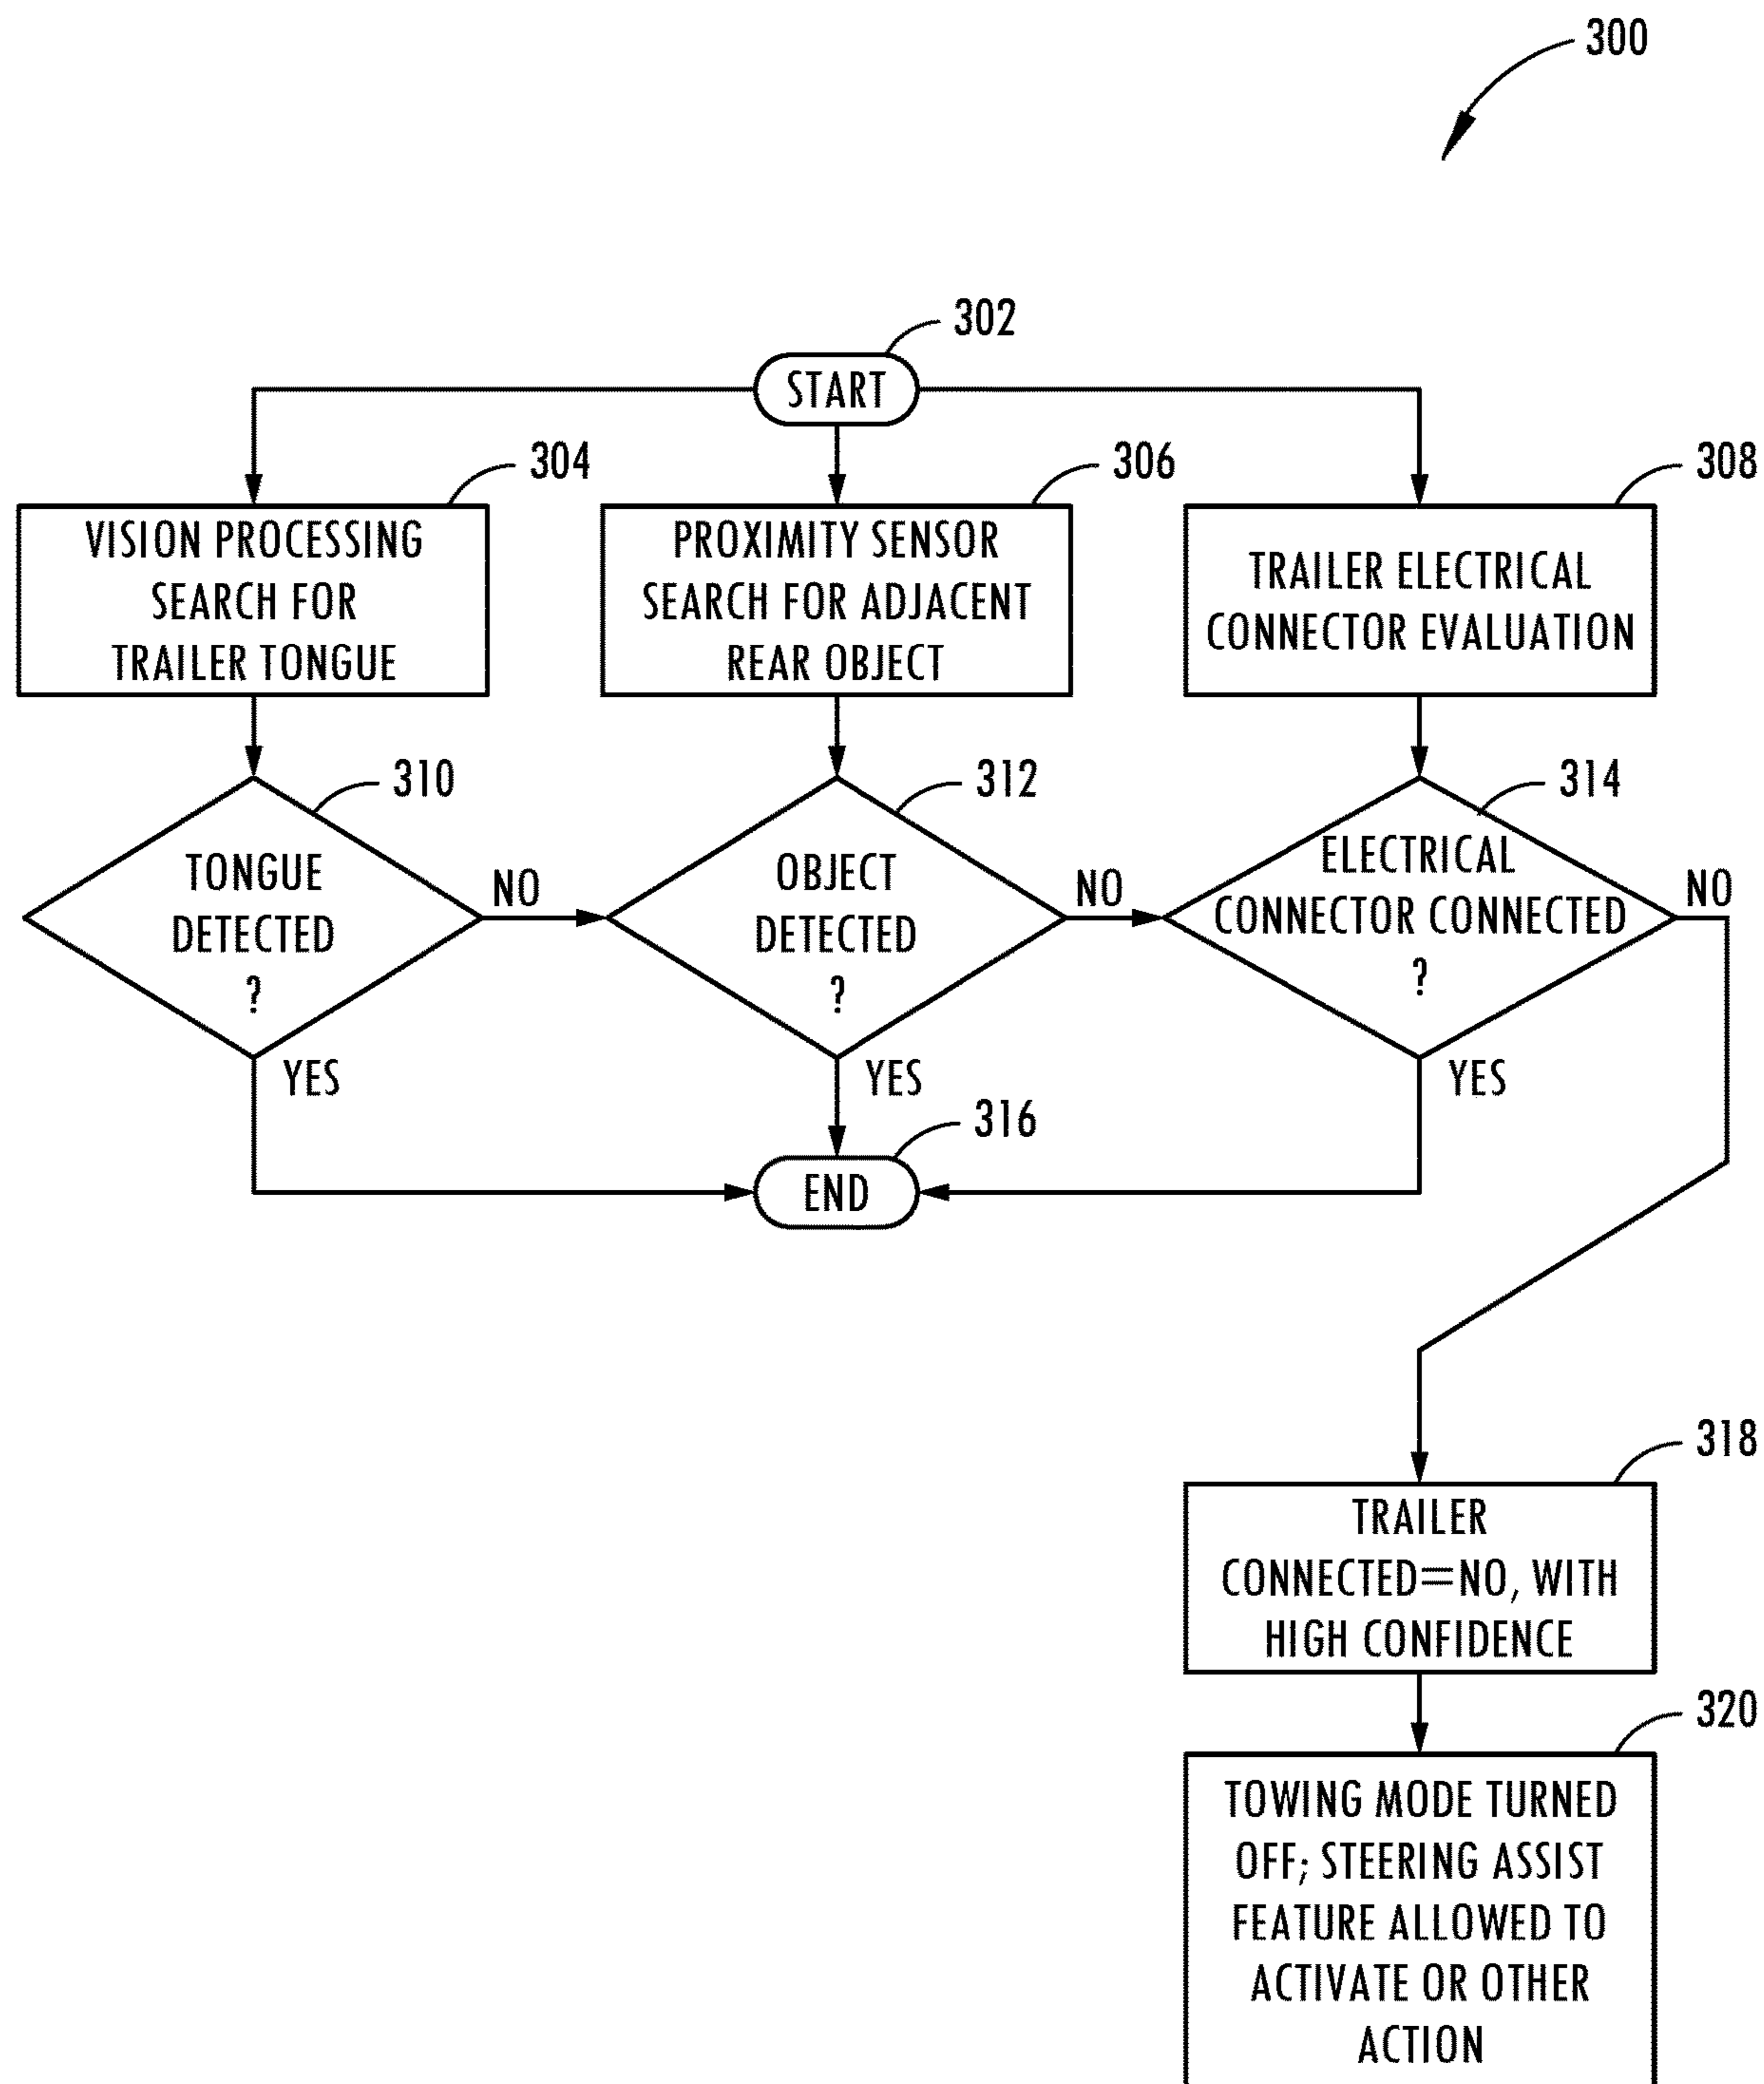 300
302
START
304
306
308
VISION PROCESSING
SEARCH FOR
TRAILER TONGUE
PROXIMITY SENSOR
SEARCH FOR ADJACENT
REAR OBJECT
TRAILER ELECTRICAL
CONNECTOR EVALUATION
310
312
314
TONGUE
DETECTED
?
NO
OBJECT
DETECTED
?
NO
ELECTRICAL
CONNECTOR CONNECTED
?
NO
YES
YES
YES
316
END
318
TRAILER
CONNECTED=NO, WITH
HIGH CONFIDENCE
320
TOWING MODE TURNED
OFF; STEERING ASSIST
FEATURE ALLOWED TO
ACTIVATE OR OTHER
ACTION